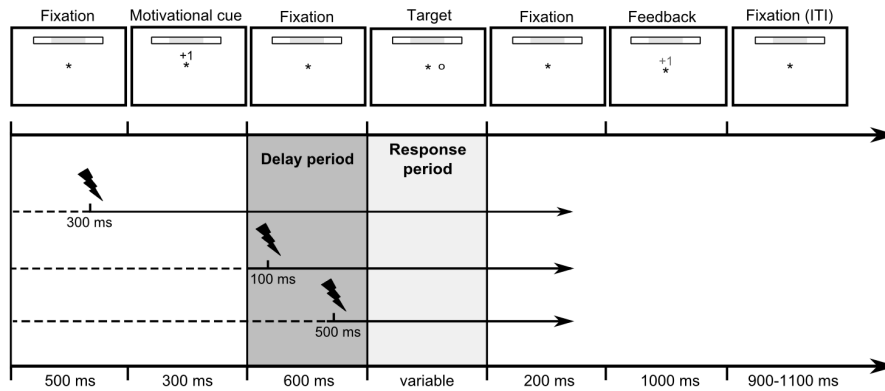 Fixation
Motivational cue
Fixation
Target
Fixation
Feedback
Fixation (ITI)
*
+1
*
*
* o
*
+1
*
*
Delay period
Response
period
300 ms
100 ms
500 ms
500 ms
300 ms
600 ms
variable
200 ms
1000 ms
900-1100 ms